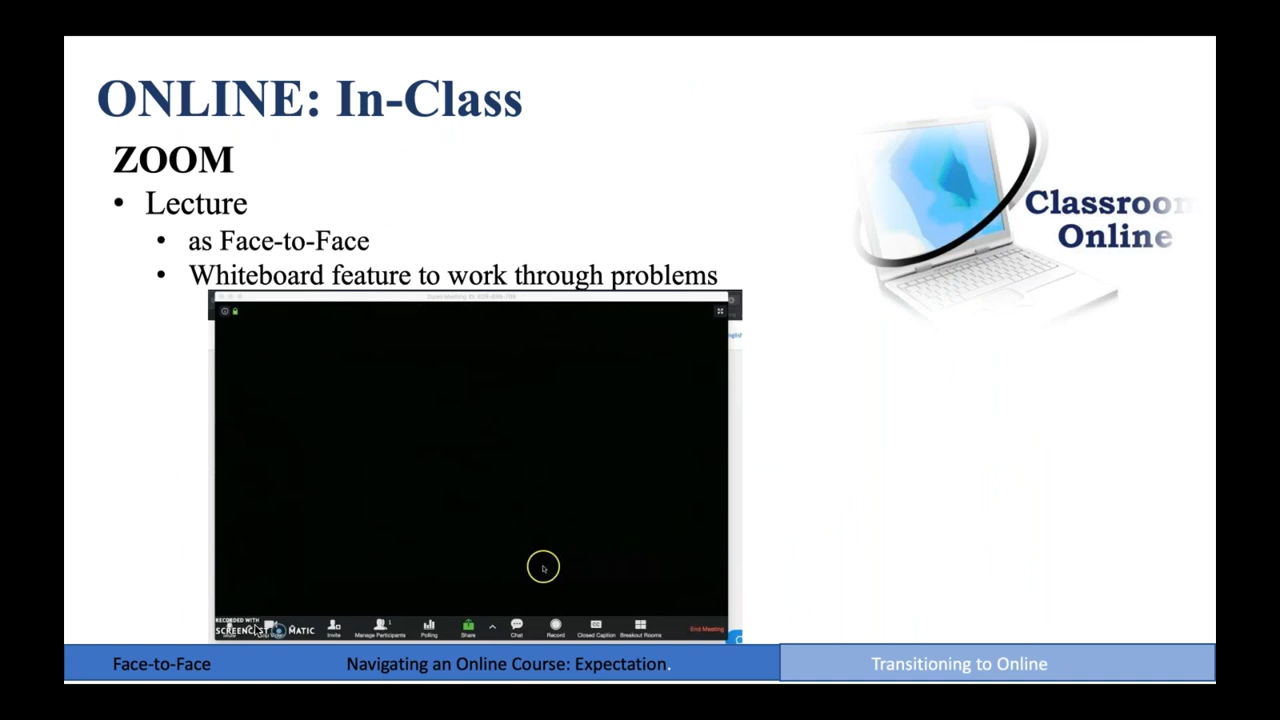 ONLINE: In-Class
ZOOM
• Lecture
• as Face-to-Face
• Whiteboard feature to work through problems
Classroom
Online
RECORDED WITH
SCREENCAST MATIC
Invite
Manage Participants
1
Polling
Share
Chat
Record
CC
Closed Caption
Breakout Rooms
End Meeting
Face-to-Face
Navigating an Online Course: Expectation.
Transitioning to Online